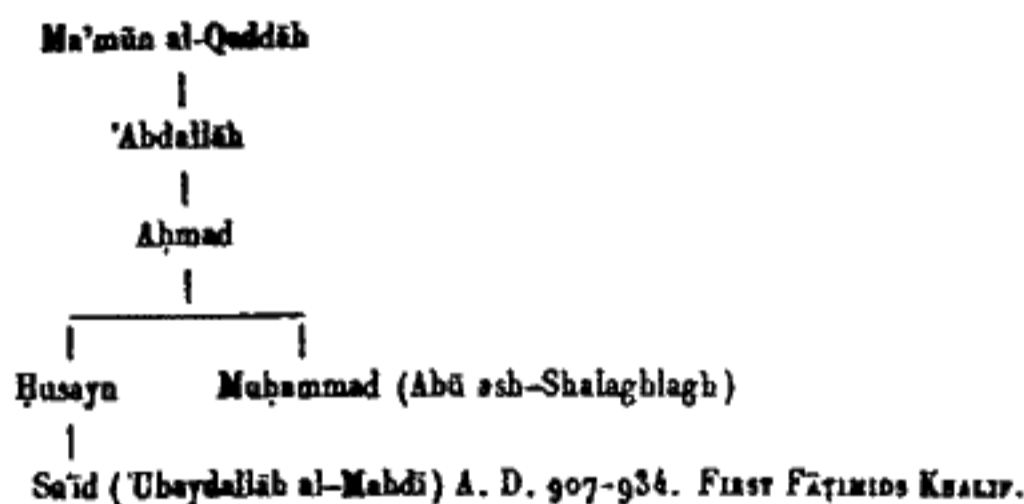 Ma'mūn al-Qaddāḥ
'Abdallāh
Aḥmad
Ḥusayn Muḥammad (Abū ash-Shalaghlagh)
Sa'īd ('Ubaydallāh al-Mahdī) A. D. 907-934. FIRST FĀṬIMIDS KHALIF.